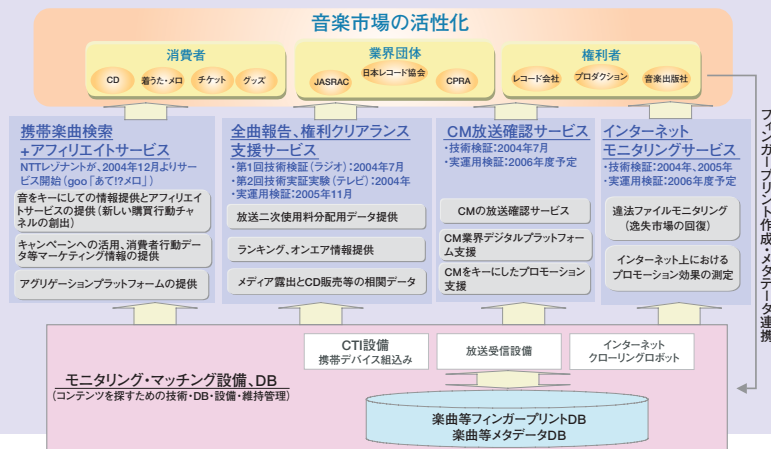 音楽市場の活性化
消費者
CD
着うた・メロ
チケット
グッズ
業界団体
JASRAC
日本レコード協会
CPRA
権利者
レコード会社
プロダクション
音楽出版社
携帯楽曲検索
+アフィリエイトサービス
NTTレゾナントが、2004年12月よりサー
ビス開始(goo「あて!?メロ」)
音をキーにしての情報提供とアフィリエイ
トサービスの提供(新しい購買行動チャ
ネルの創出)
キャンペーンへの活用、消費者行動デー
タ等マーケティング情報の提供
アグリゲーションプラットフォームの提供
全曲報告、権利クリアランス
支援サービス
・第1回技術検証(ラジオ):2004年7月
・第2回技術実証実験(テレビ):2004年
・実運用検証:2005年11月
放送二次使用料分配用データ提供
ランキング、オンエア情報提供
メディア露出とCD販売等の相関データ
CM放送確認サービス
・技術検証:2004年7月
・実運用検証:2006年度予定
CMの放送確認サービス
CM業界デジタルプラットフォー
ム支援
CMをキーにしたプロモーション
支援
インターネット
モニタリングサービス
・技術検証:2004年、2005年
・実運用検証:2006年度予定
違法ファイルモニタリング
(逸失市場の回復)
インターネット上における
プロモーション効果の測定
フィンガープリント作成・メタデータ連携
モニタリング・マッチング設備、DB
(コンテンツを探すための技術・DB・設備・維持管理)
CTI設備
携帯デバイス組込み
放送受信設備
インターネット
クローリングロボット
楽曲等フィンガープリントDB
楽曲等メタデータDB